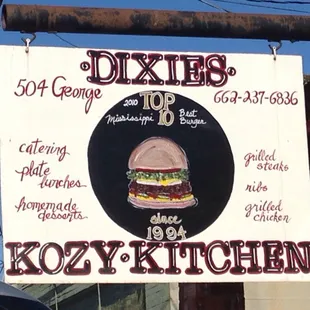 DIXIES
504 George
662-237-6836
2010 TOP 10
Mississippi Best Burger
catering
plate lunches
homemade desserts
since 1994
grilled steaks
ribs
grilled chicken
KOZY·KITCHEN